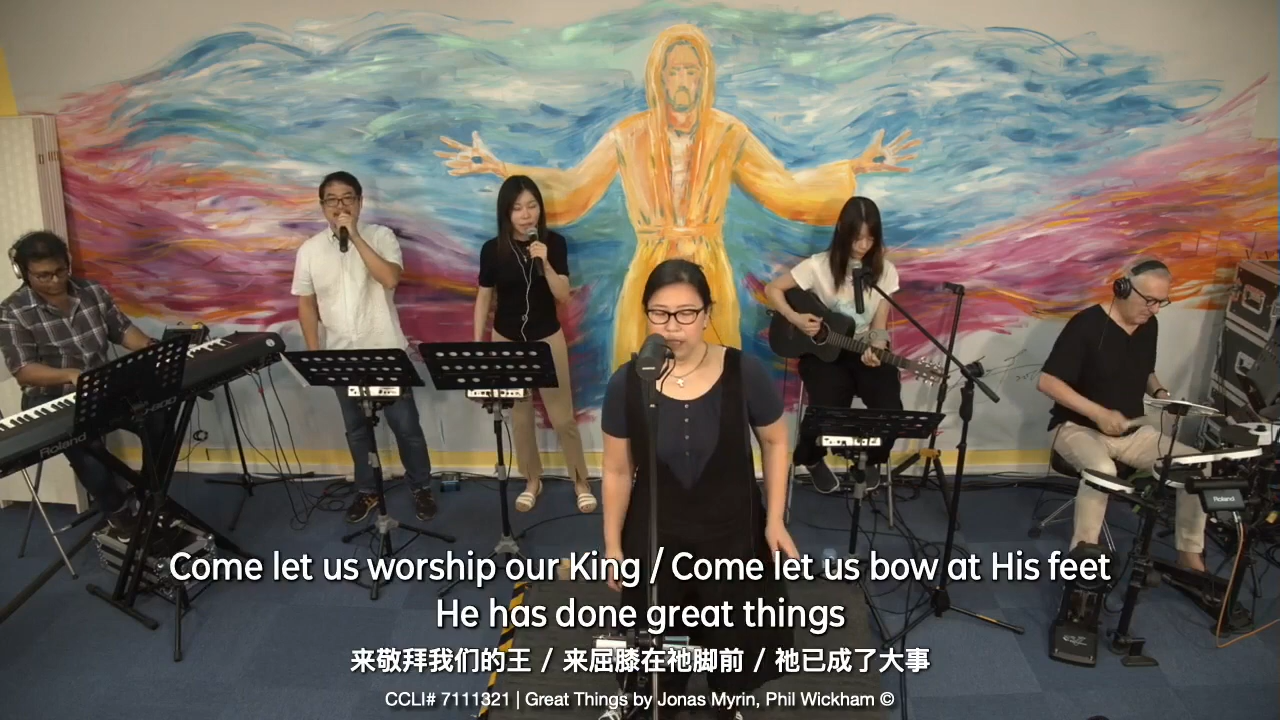 Roland
Roland
Come let us worship our King / Come let us bow at His feet
He has done great things
来敬拜我们的王 / 来屈膝在祂脚前 / 祂已成了大事
CCLI# 7111321 | Great Things by Jonas Myrin, Phil Wickham ©